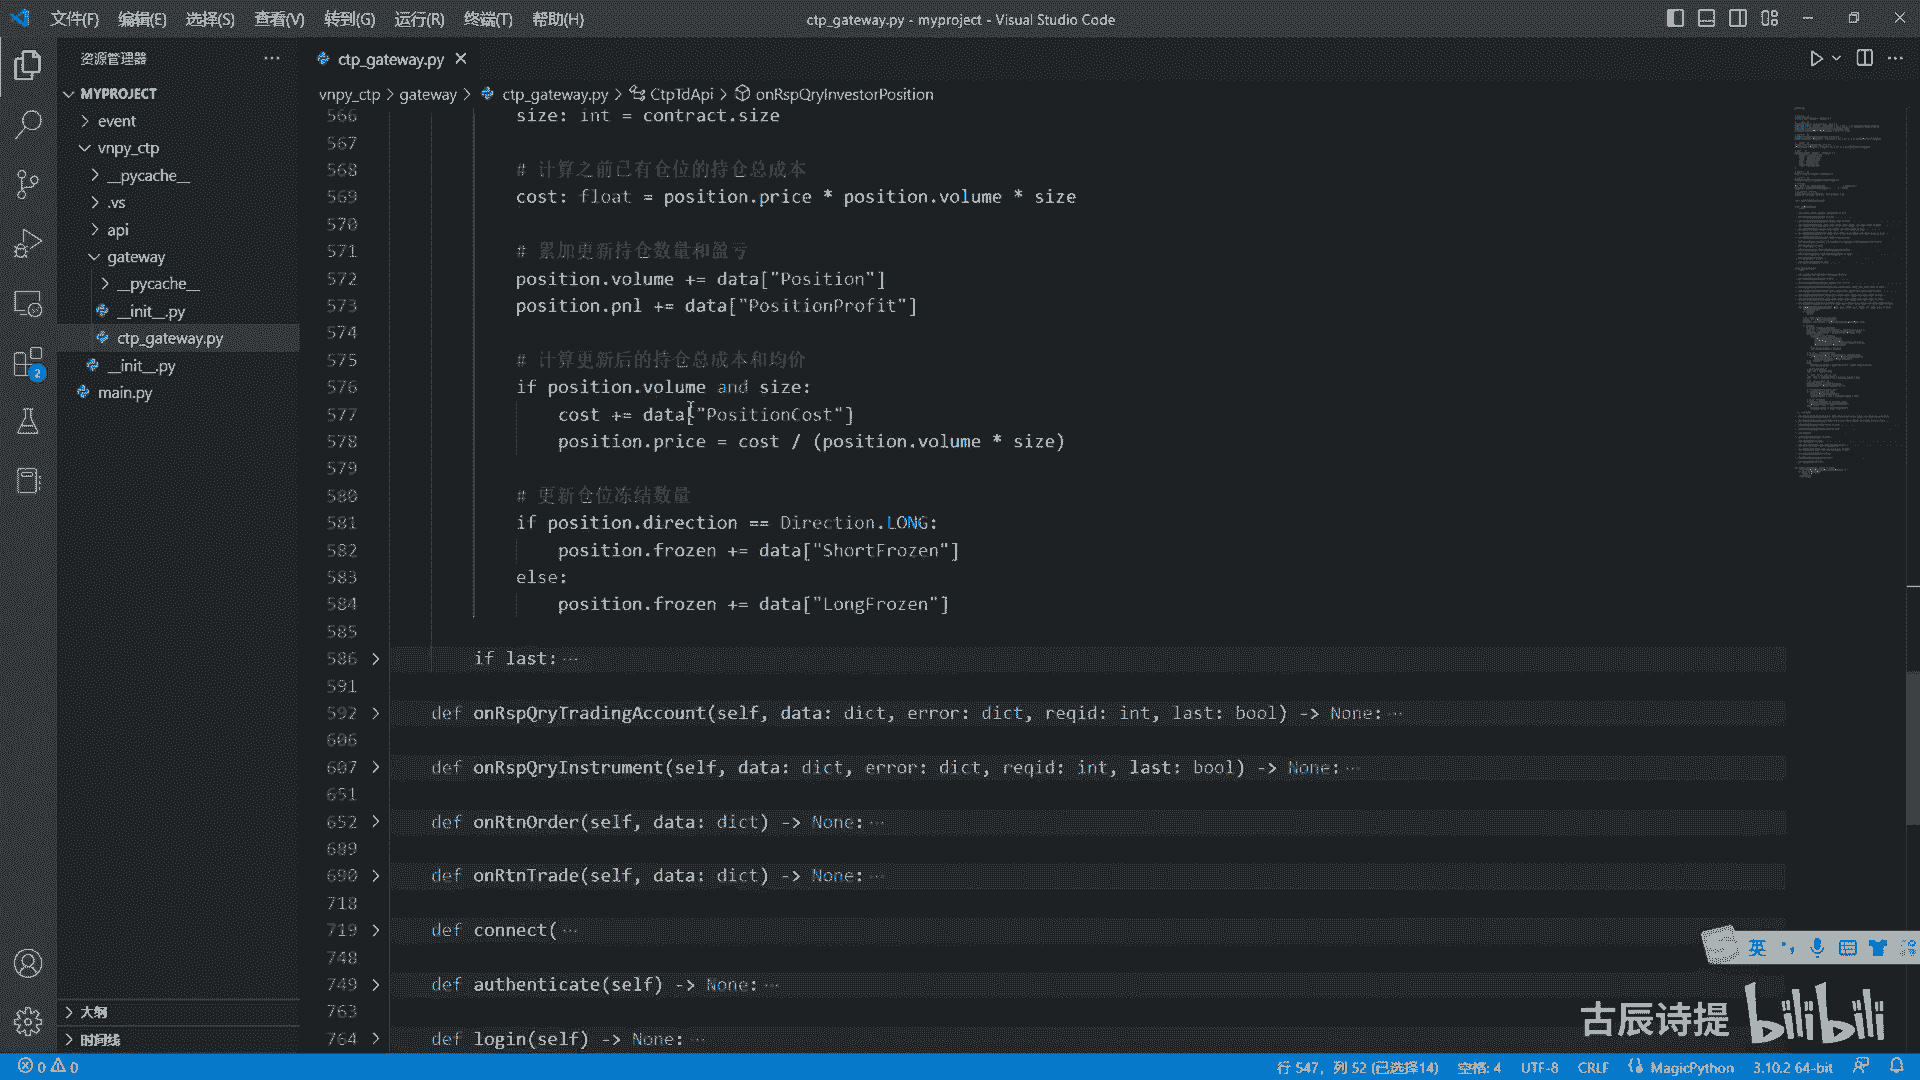 文件(F) 编辑(E) 选择(S) 查看(V) 转到(G) 运行(R) 终端(T) 帮助(H) ctp_gateway.py - myproject - Visual Studio Code
资源管理器
MYPROJECT
event
vnpy_ctp
__pycache__
.vs
api
gateway
__pycache__
__init__.py
ctp_gateway.py
__init__.py
main.py
2
大纲
时间线
ctp_gateway.py
vnpy_ctp > gateway > ctp_gateway.py > CtpTdApi > onRspQryInvestorPosition
566 size: int = contract.size
567
568 # 计算之前已有仓位的持仓总成本
569 cost: float = position.price * position.volume * size
570
571 # 累加更新持仓数量和盈亏
572 position.volume += data["Position"]
573 position.pnl += data["PositionProfit"]
574
575 # 计算更新后的持仓总成本和均价
576 if position.volume and size:
577 cost += data["PositionCost"]
578 position.price = cost / (position.volume * size)
579
580 # 更新仓位冻结数量
581 if position.direction == Direction.LONG:
582 position.frozen += data["ShortFrozen"]
583 else:
584 position.frozen += data["LongFrozen"]
585
586 if last:···
591
592 def onRspQryTradingAccount(self, data: dict, error: dict, reqid: int, last: bool) -> None:···
606
607 def onRspQryInstrument(self, data: dict, error: dict, reqid: int, last: bool) -> None:···
651
652 def onRtnOrder(self, data: dict) -> None:···
689
690 def onRtnTrade(self, data: dict) -> None:···
718
719 def connect(···
748
749 def authenticate(self) -> None:···
763
764 def login(self) -> None:···
英
古辰诗提 bilibili
0 0 行 547, 列 52 (已选择14) 空格: 4 UTF-8 CRLF MagicPython 3.10.2 64-bit